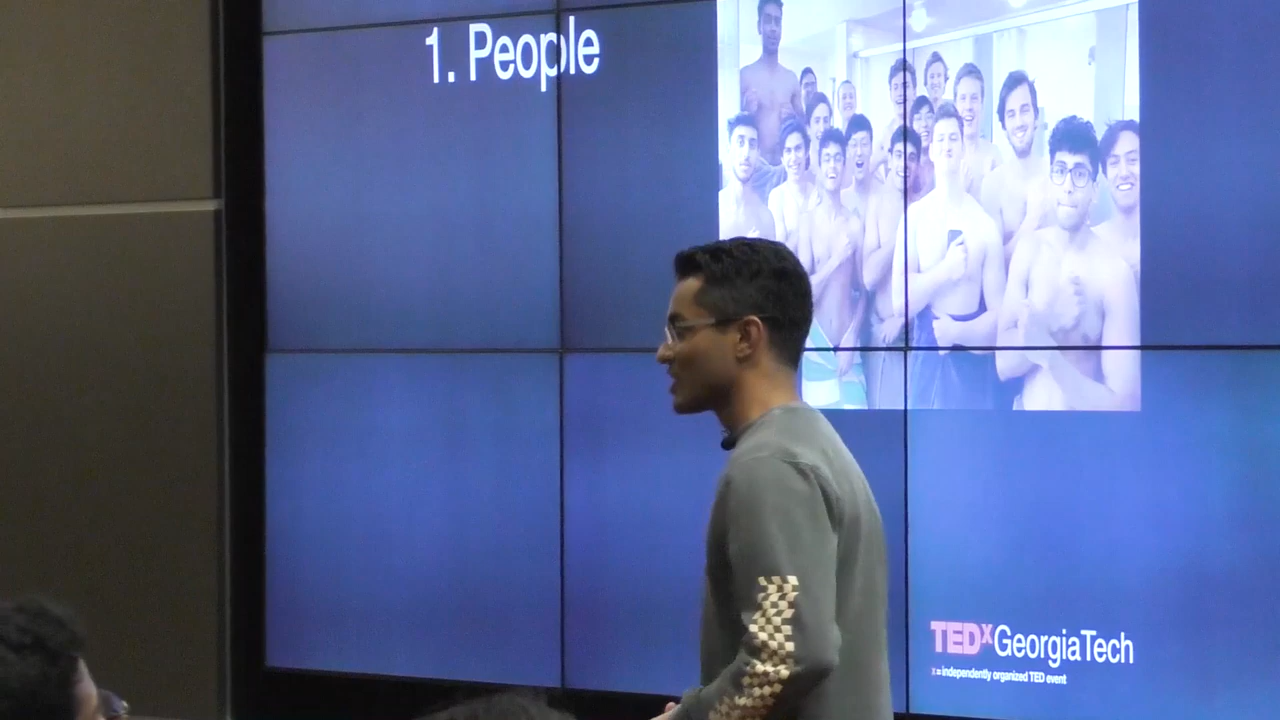 1. People
TEDxGeorgiaTech
x = independently organized TED event